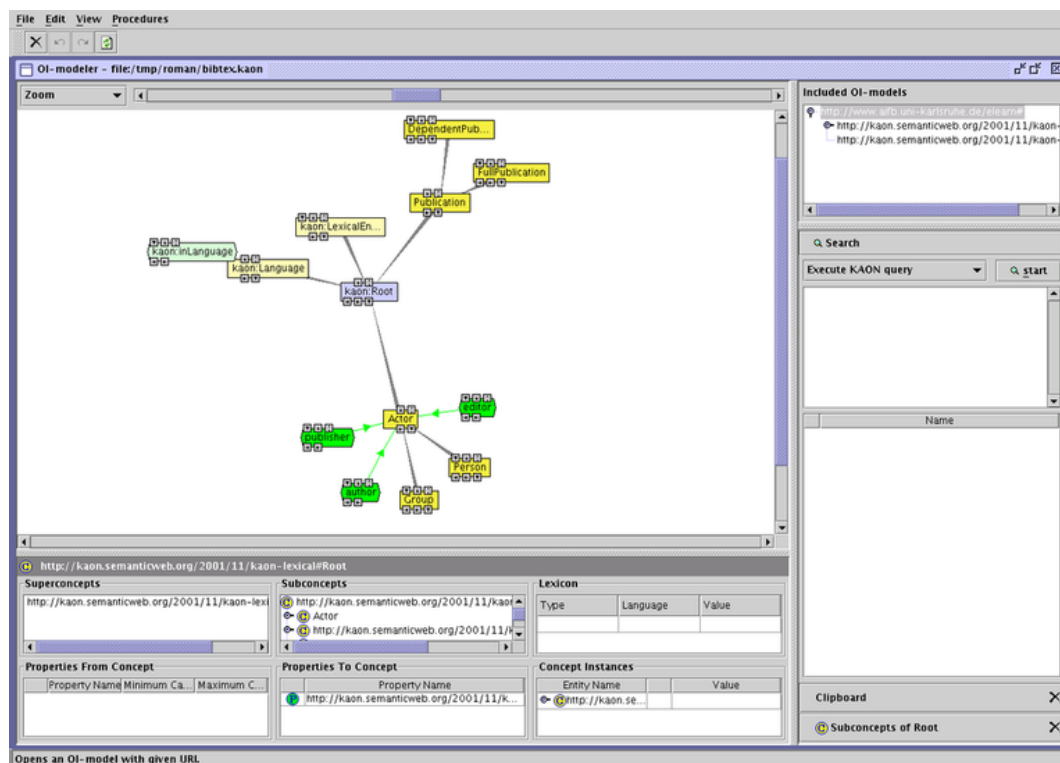 File Edit View Procedures
OI-modeler - file:/tmp/roman/bibtex.kaon
Zoom
DependentPub...
FullPublication
Publication
kaon:LexicalEn...
kaon:inLanguage
kaon:Language
kaon:Root
Actor
editor
publisher
Person
author
Group
Included OI-models
http://www.aifb.uni-karlsruhe.de/elearn#
http://kaon.semanticweb.org/2001/11/kaon-
http://kaon.semanticweb.org/2001/11/kaon-
Search
Execute KAON query
start
Name
http://kaon.semanticweb.org/2001/11/kaon-lexical#Root
Superconcepts
http://kaon.semanticweb.org/2001/11/kaon-lexi
Subconcepts
http://kaon.semanticweb.org/2001/11/kaon
Actor
http://kaon.semanticweb.org/2001/11/k
Lexicon
Type Language Value
Properties From Concept
Property Name Minimum Ca... Maximum C...
Properties To Concept
Property Name
http://kaon.semanticweb.org/2001/11/k...
Concept Instances
Entity Name Value
http://kaon.se...
Clipboard
Subconcepts of Root
Opens an OI-model with given URL